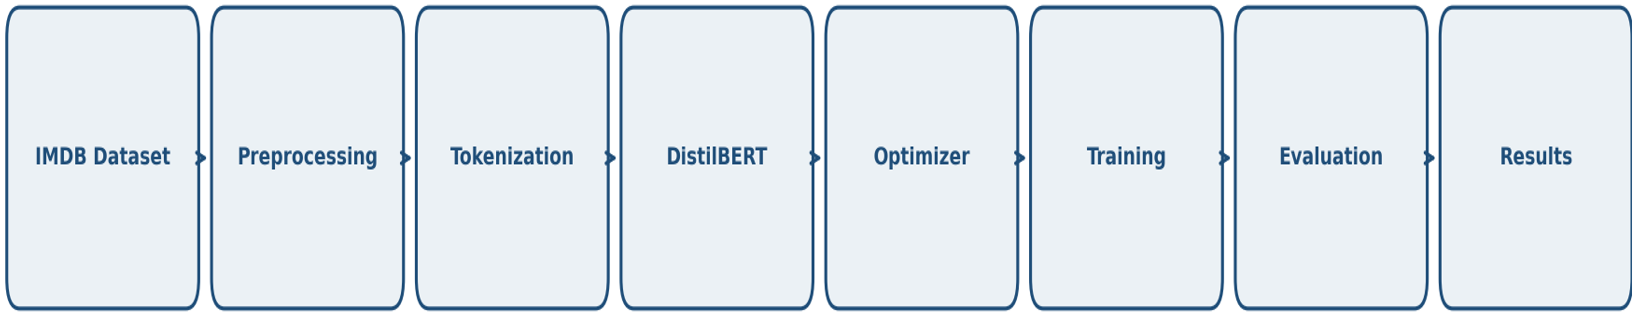 IMDB Dataset
Preprocessing
Tokenization
DistilBERT
Optimizer
Training
Evaluation
Results